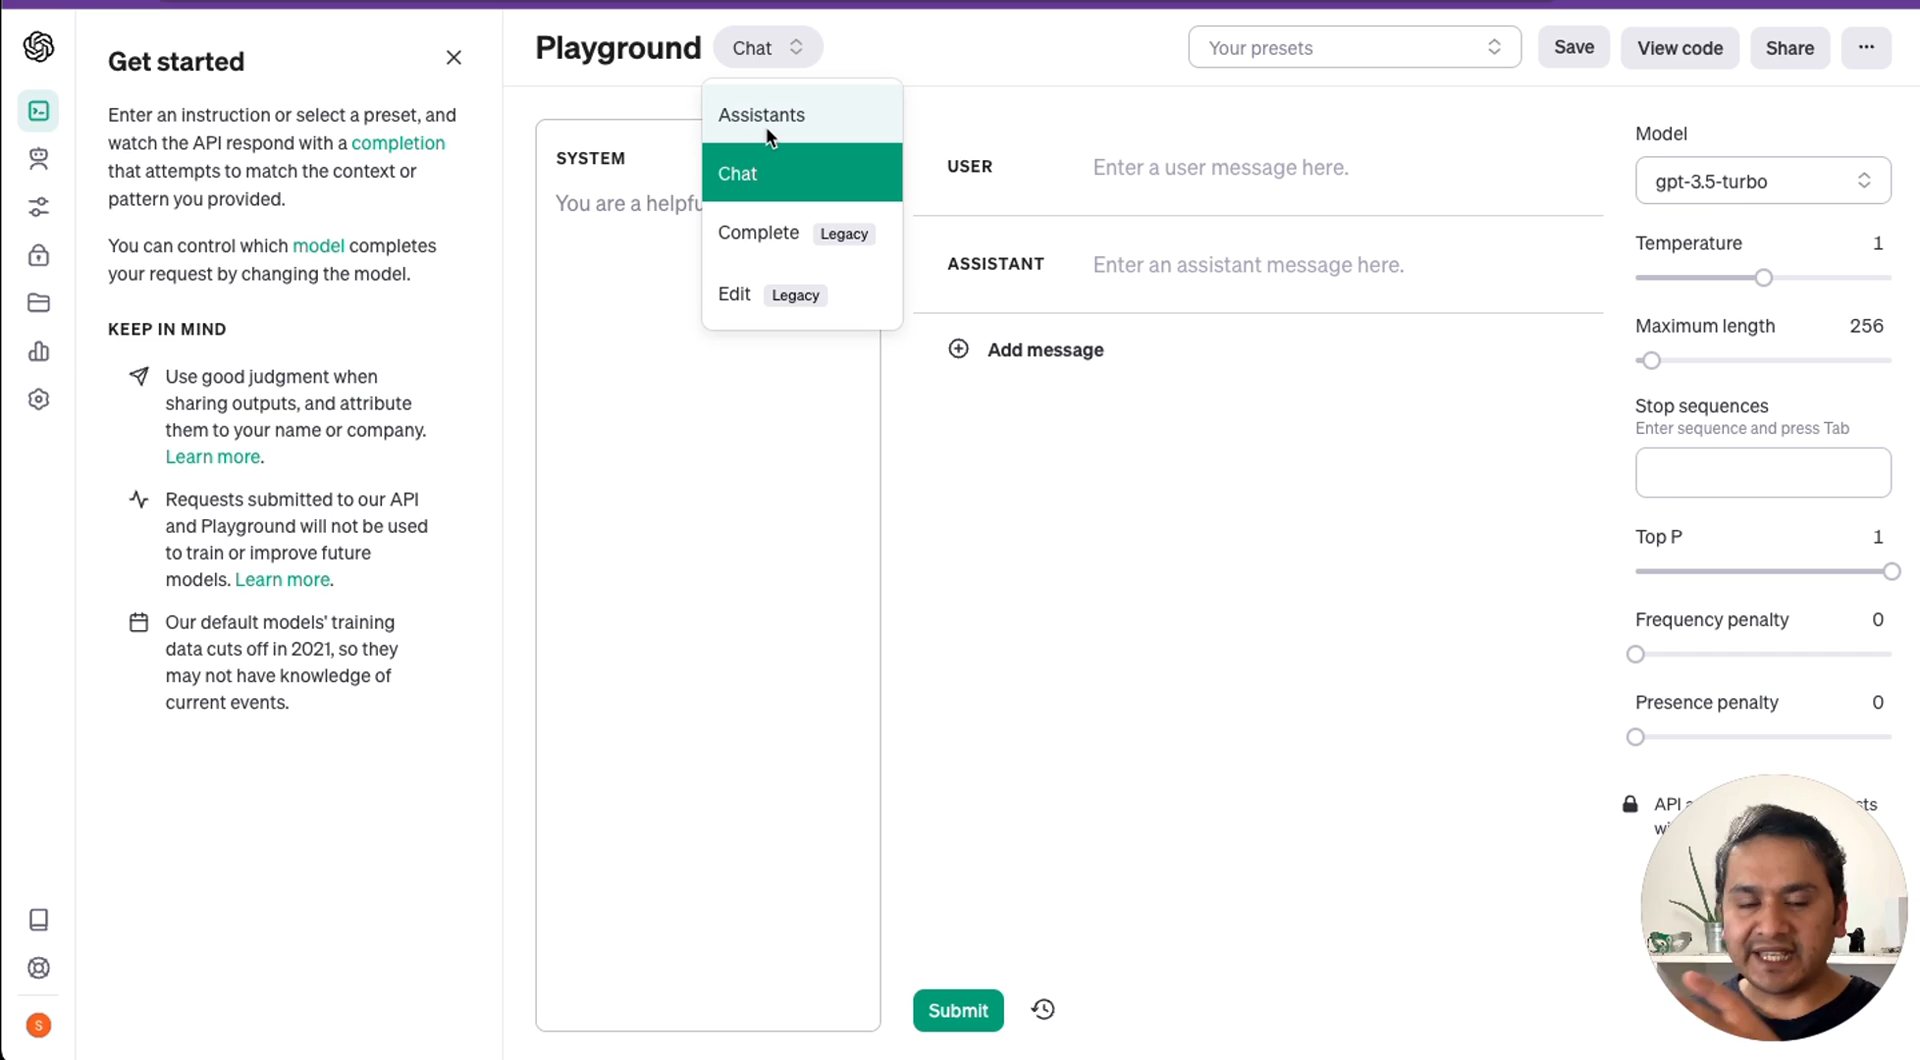 Get started
Enter an instruction or select a preset, and
watch the API respond with a completion
that attempts to match the context or
pattern you provided.
You can control which model completes
your request by changing the model.
KEEP IN MIND
Use good judgment when
sharing outputs, and attribute
them to your name or company.
Learn more.
Requests submitted to our API
and Playground will not be used
to train or improve future
models. Learn more.
Our default models' training
data cuts off in 2021, so they
may not have knowledge of
current events.
S
Playground
Chat
Your presets
Save
View code
Share
Assistants
Chat
Complete Legacy
Edit Legacy
SYSTEM
You are a
USER
Enter a user message here.
ASSISTANT
Enter an assistant message here.
Add message
Submit
Model
gpt-3.5-turbo
Temperature 1
Maximum length 256
Stop sequences
Enter sequence and press Tab
Top P 1
Frequency penalty 0
Presence penalty 0
API